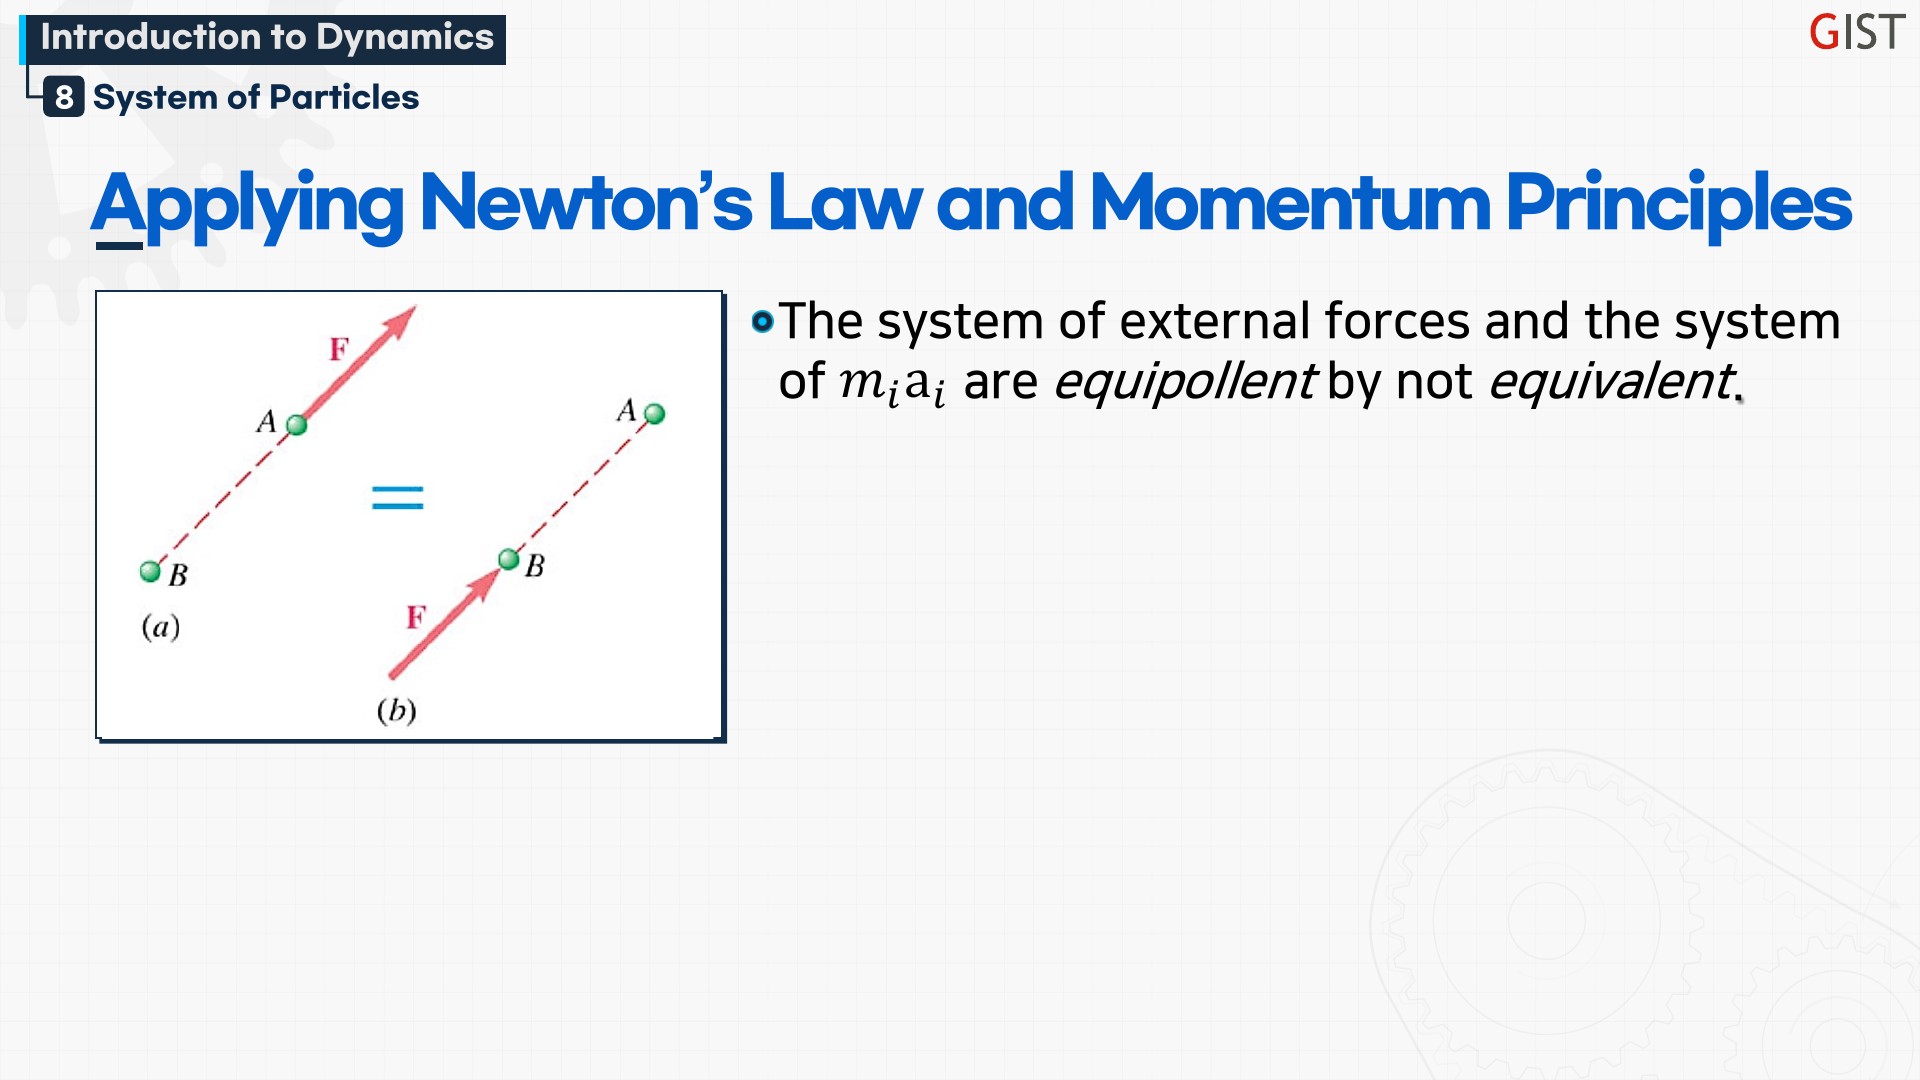 Introduction to Dynamics
GIST
8 System of Particles
Applying Newton's Law and Momentum Principles
The system of external forces and the system
of mᵢaᵢ are equipollent by not equivalent.
F
A
B
(a)
=
A
B
F
(b)